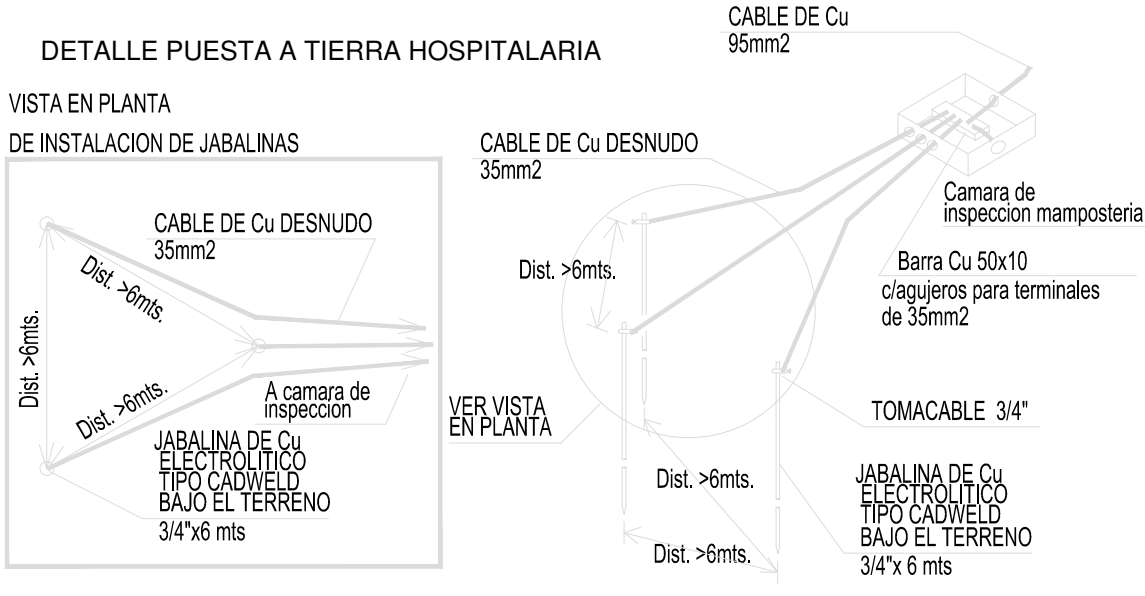 DETALLE PUESTA A TIERRA HOSPITALARIA
VISTA EN PLANTA
DE INSTALACION DE JABALINAS
CABLE DE Cu DESNUDO
35mm2
Dist. >6mts.
Dist. >6mts.
Dist. >6mts.
A camara de
inspeccion
JABALINA DE Cu
ELECTROLITICO
TIPO CADWELD
BAJO EL TERRENO
3/4"x6 mts
CABLE DE Cu
95mm2
CABLE DE Cu DESNUDO
35mm2
Camara de
inspeccion mamposteria
Barra Cu 50x10
c/agujeros para terminales
de 35mm2
Dist. >6mts.
VER VISTA
EN PLANTA
TOMACABLE 3/4"
Dist. >6mts.
Dist. >6mts.
JABALINA DE Cu
ELECTROLITICO
TIPO CADWELD
BAJO EL TERRENO
3/4"x 6 mts